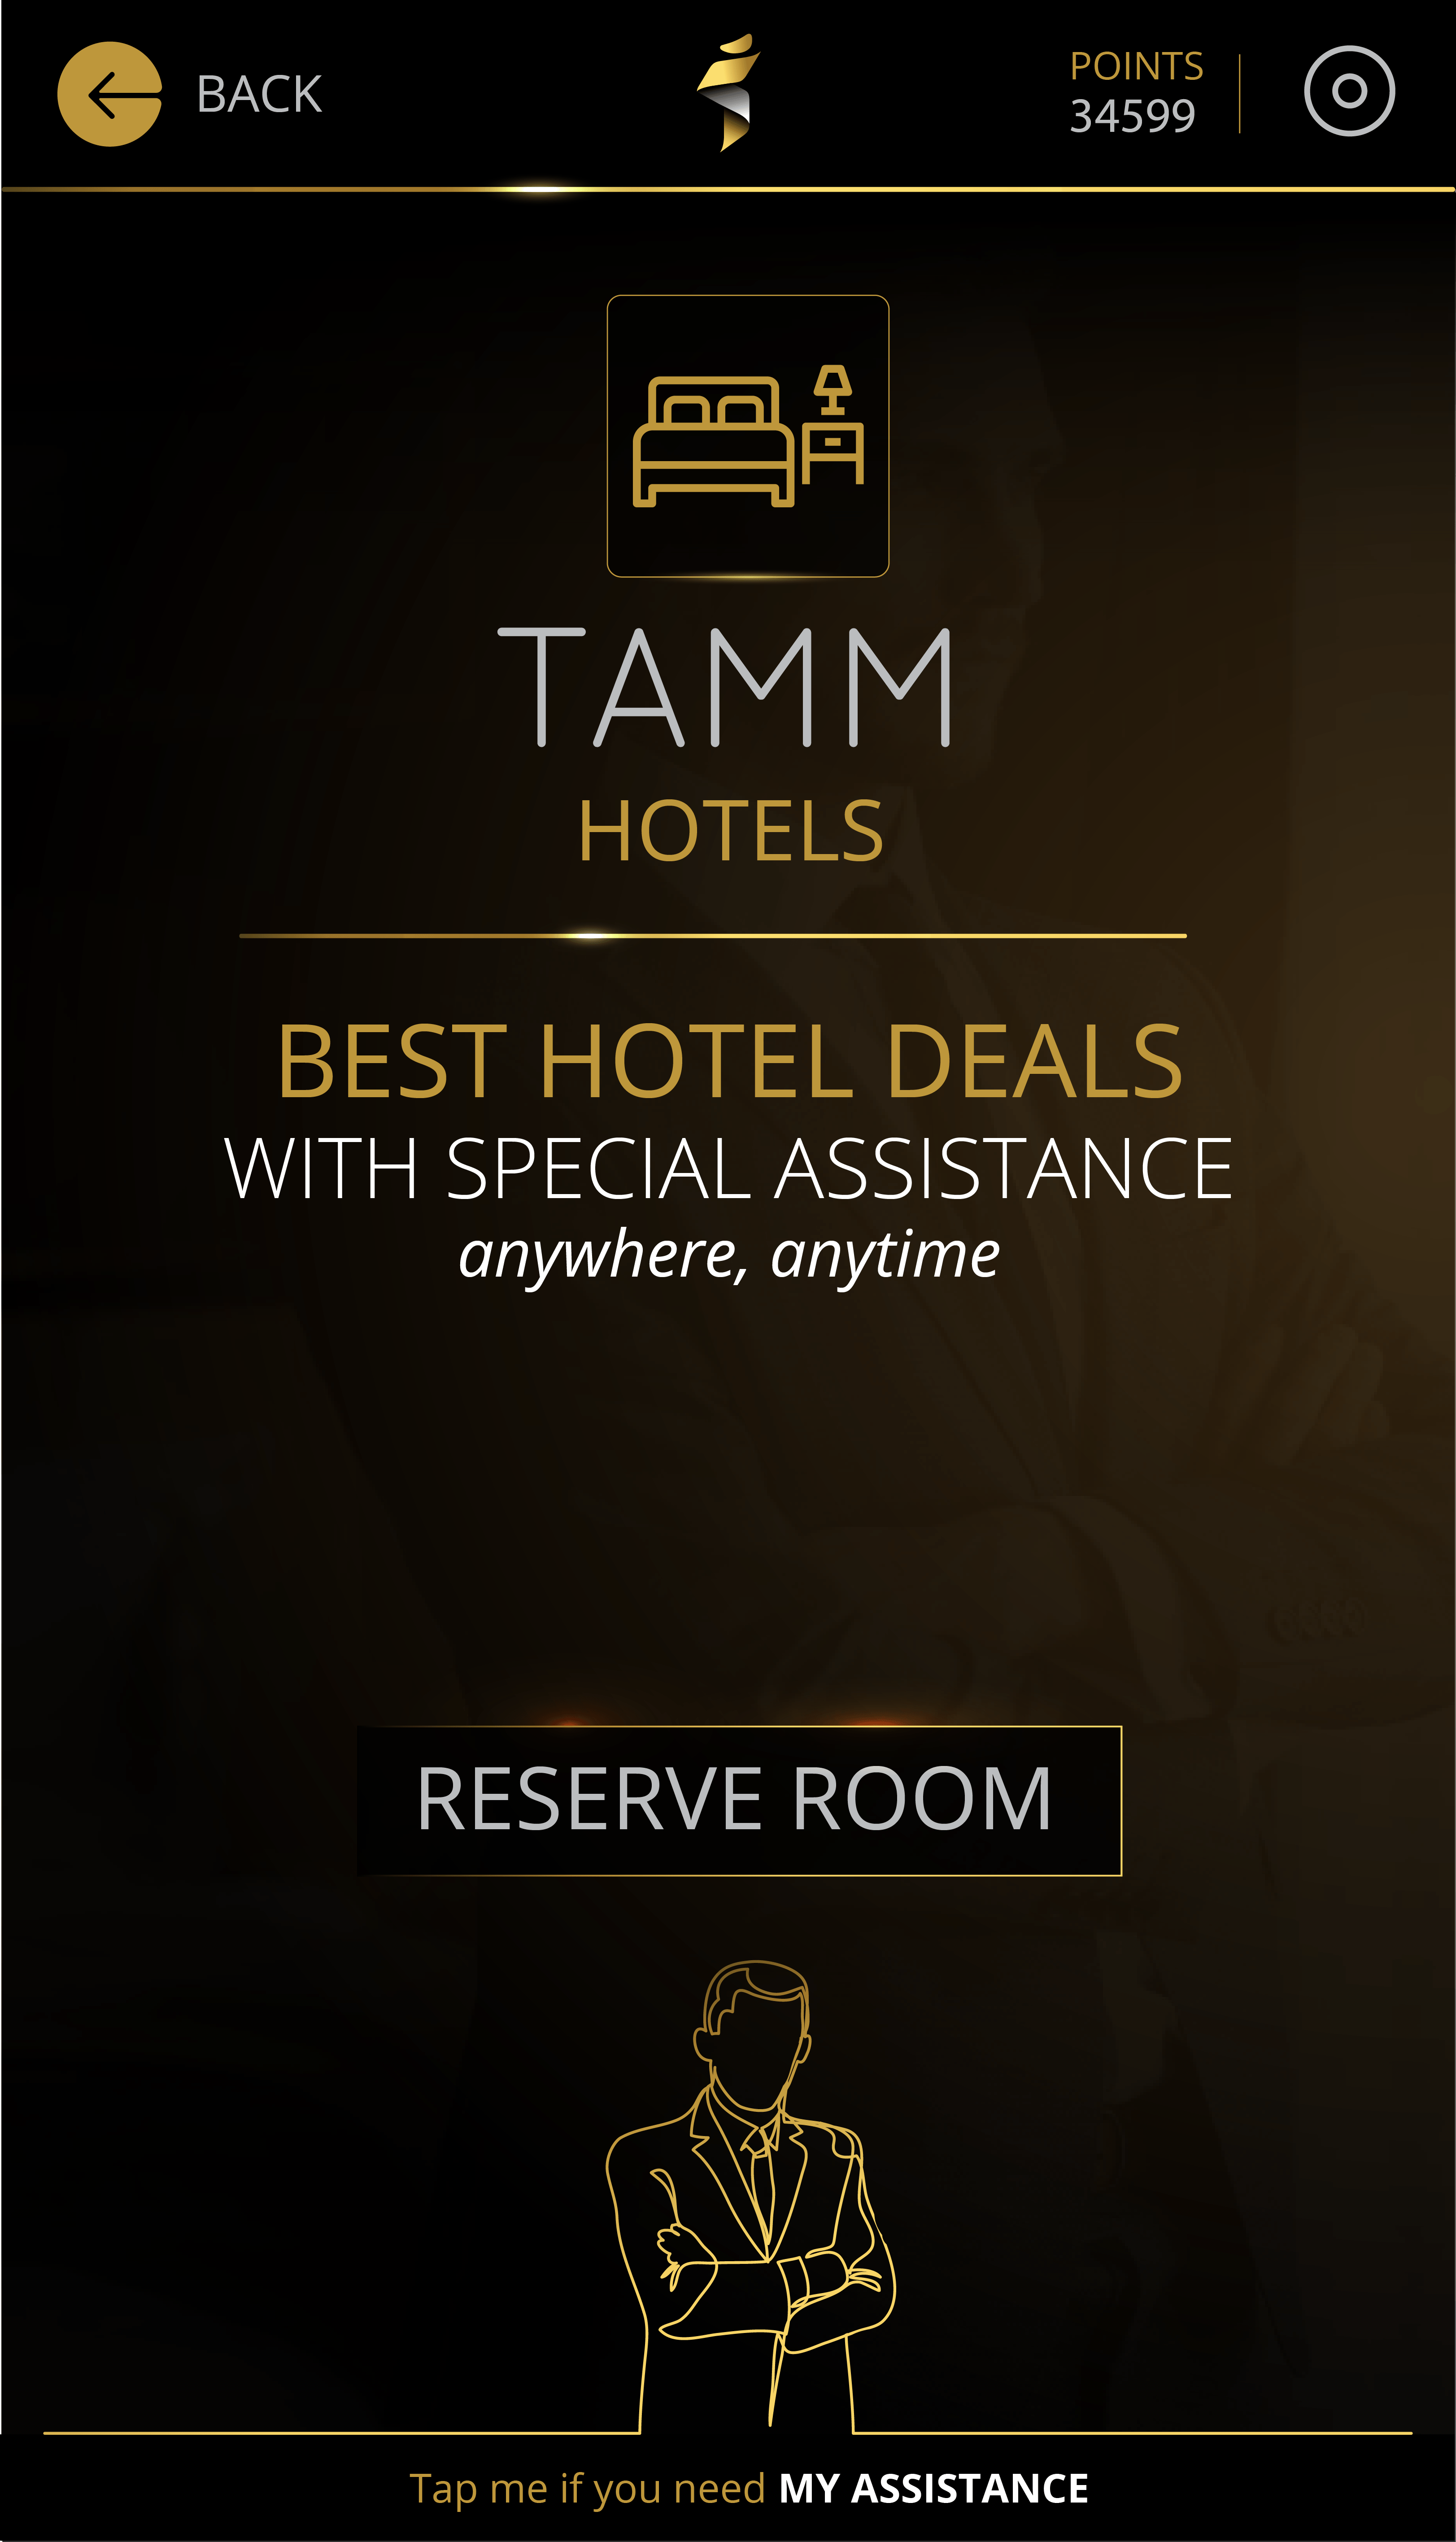 BACK
POINTS
34599
TAMM
HOTELS
BEST HOTEL DEALS
WITH SPECIAL ASSISTANCE
anywhere, anytime
RESERVE ROOM
Tap me if you need MY ASSISTANCE